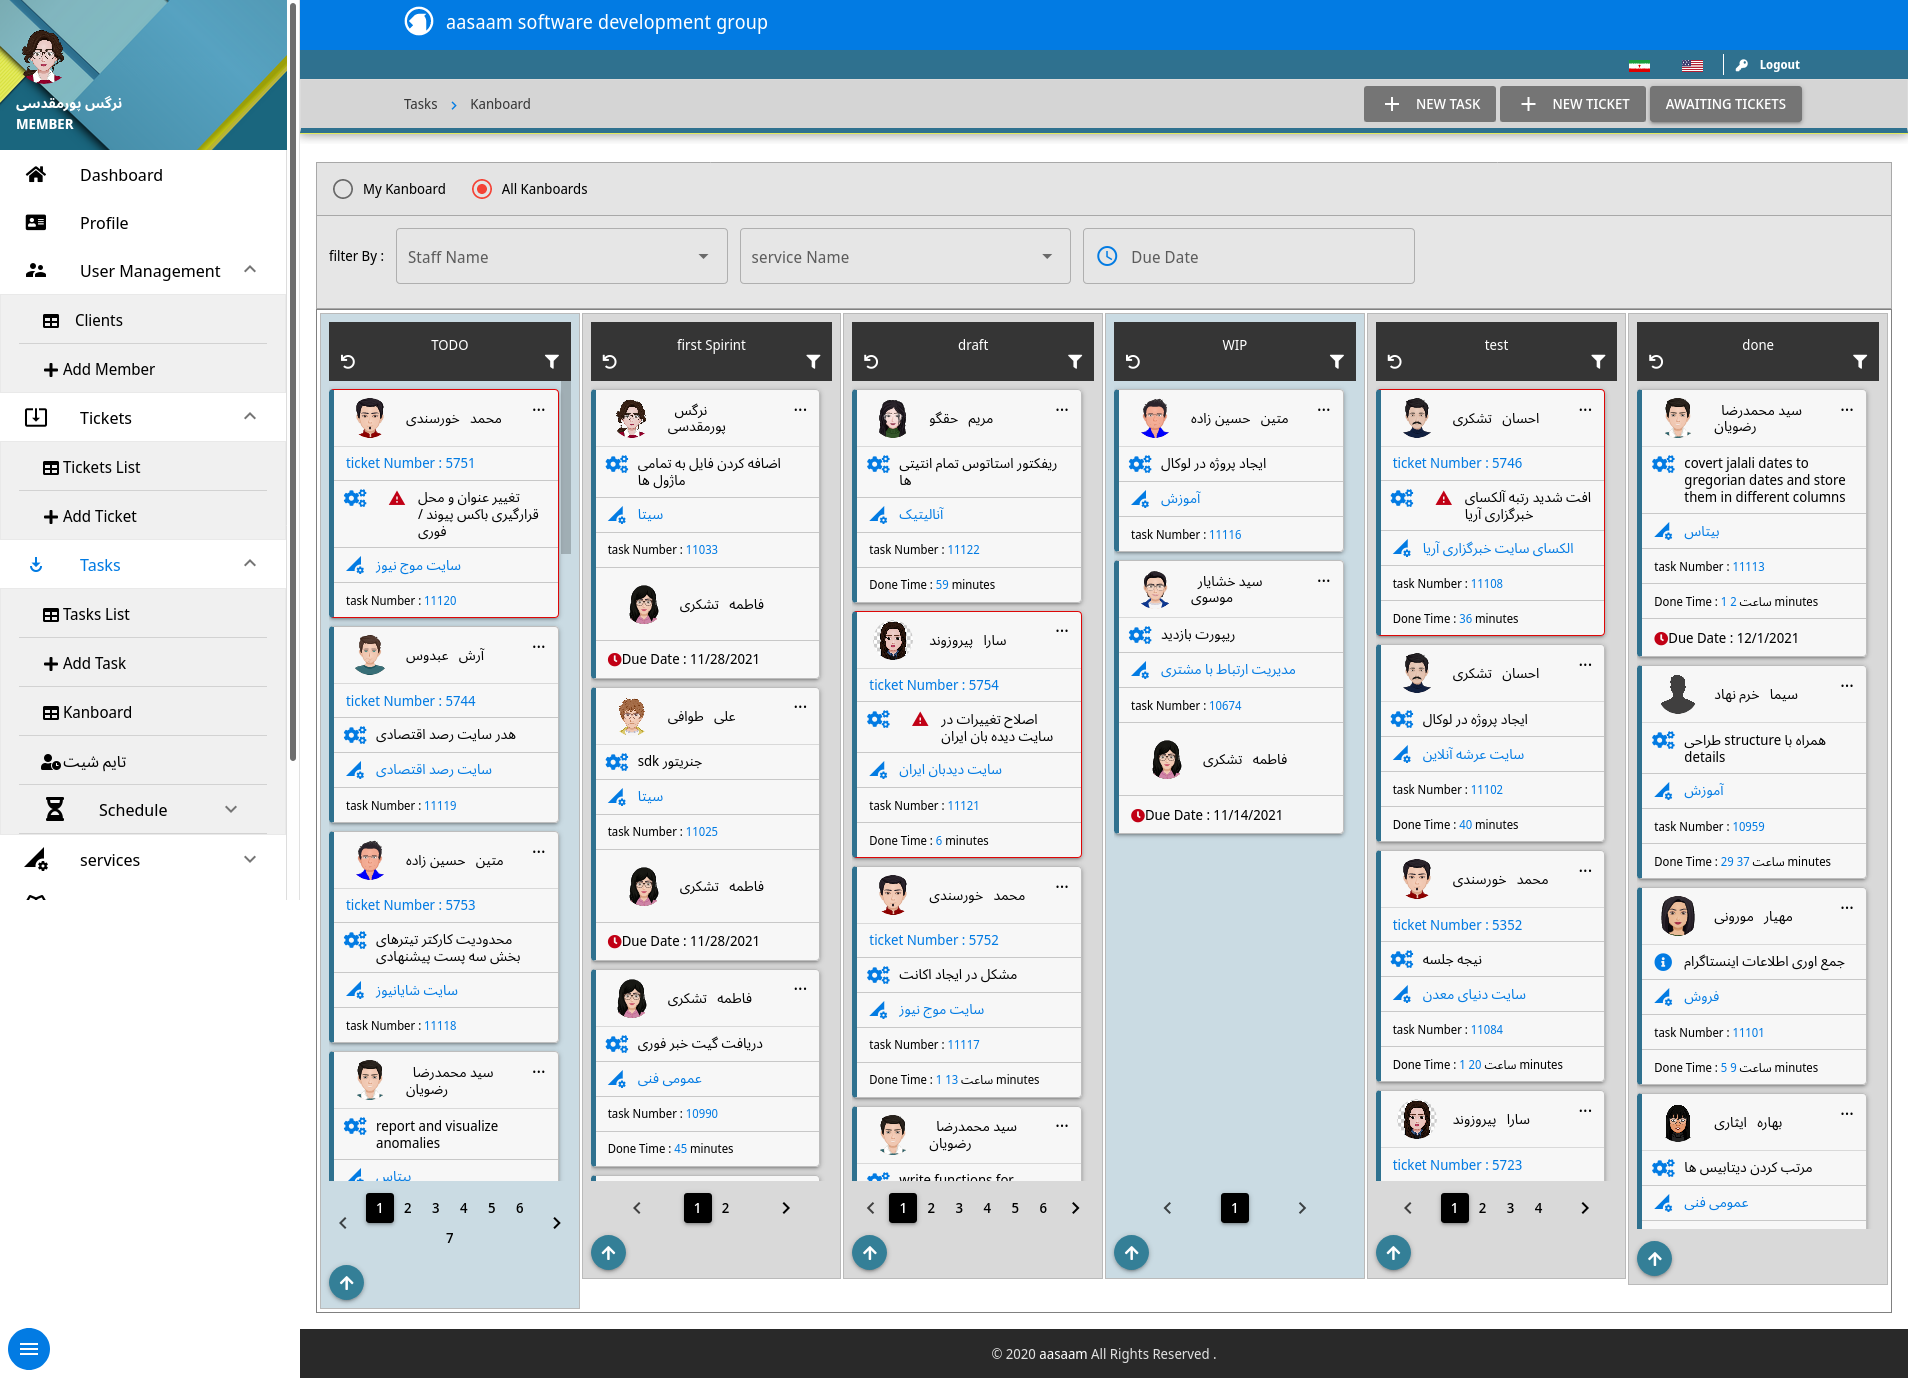 نرگس پورمقدسی
MEMBER
Dashboard
Profile
User Management
Clients
Add Member
Tickets
Tickets List
Add Ticket
Tasks
Tasks List
Add Task
Kanboard
تایم شیت
Schedule
services
aasaam software development group
Logout
Tasks
Kanboard
NEW TASK
NEW TICKET
AWAITING TICKETS
My Kanboard
All Kanboards
filter By :
Staff Name
service Name
Due Date
TODO
محمد خورسندی
...
ticket Number : 5751
تغییر عنوان و محل
قرارگیری باکس پیوند /
فوری
سایت موج نیوز
task Number : 11120
آرش عبدوس
...
ticket Number : 5744
هدر سایت رصد اقتصادی
سایت رصد اقتصادی
task Number : 11119
متین حسین زاده
...
ticket Number : 5753
محدودیت کارکتر تیترهای
بخش سه پست پیشنهادی
سایت شایانیوز
task Number : 11118
سید محمدرضا
رضویان
...
report and visualize
anomalies
بیتاس
1 2 3 4 5 6
7
first Spirint
نرگس
پورمقدسی
...
اضافه کردن فایل به تمامی
ماژول ها
سیتا
task Number : 11033
فاطمه تشکری
Due Date : 11/28/2021
علی طوافی
...
جنریتور sdk
سیتا
task Number : 11025
فاطمه تشکری
Due Date : 11/28/2021
فاطمه تشکری
...
دریافت گیت خبر فوری
عمومی فنی
task Number : 10990
Done Time : 45 minutes
1 2
draft
مریم حقگو
...
ریفکتور استاتوس تمام انتیتی
ها
آنالیتیک
task Number : 11122
Done Time : 59 minutes
سارا پیروزوند
...
ticket Number : 5754
اصلاح تغییرات در
سایت دیده بان ایران
سایت دیدبان ایران
task Number : 11121
Done Time : 6 minutes
محمد خورسندی
...
ticket Number : 5752
مشکل در ایجاد اکانت
سایت موج نیوز
task Number : 11117
Done Time : 1 ساعت 13 minutes
سید محمدرضا
رضویان
...
write functions for
1 2 3 4 5 6
WIP
متین حسین زاده
...
ایجاد پروژه در لوکال
آموزش
task Number : 11116
سید خشایار
موسوی
...
ریپورت بازدید
مدیریت ارتباط با مشتری
task Number : 10674
فاطمه تشکری
Due Date : 11/14/2021
1
test
احسان تشکری
...
ticket Number : 5746
افت شدید رتبه آلکسای
خبرگزاری آریا
الکسای سایت خبرگزاری آریا
task Number : 11108
Done Time : 36 minutes
احسان تشکری
...
ایجاد پروژه در لوکال
سایت عرشه آنلاین
task Number : 11102
Done Time : 40 minutes
محمد خورسندی
...
ticket Number : 5352
نیجه جلسه
سایت دنیای معدن
task Number : 11084
Done Time : 1 ساعت 20 minutes
سارا پیروزوند
...
ticket Number : 5723
1 2 3 4
done
سید محمدرضا
رضویان
...
covert jalali dates to
gregorian dates and store
them in different columns
بیتاس
task Number : 11113
Done Time : 1 ساعت 2 minutes
Due Date : 12/1/2021
سیما خرم نهاد
...
طراحی structure همراه با
details
آموزش
task Number : 10959
Done Time : 29 ساعت 37 minutes
مهیار مورونی
...
جمع اوری اطلاعات اینستاگرام
فروش
task Number : 11101
Done Time : 5 ساعت 9 minutes
بهاره ایثاری
...
مرتب کردن دیتابیس ها
عمومی فنی
© 2020 aasaam All Rights Reserved .